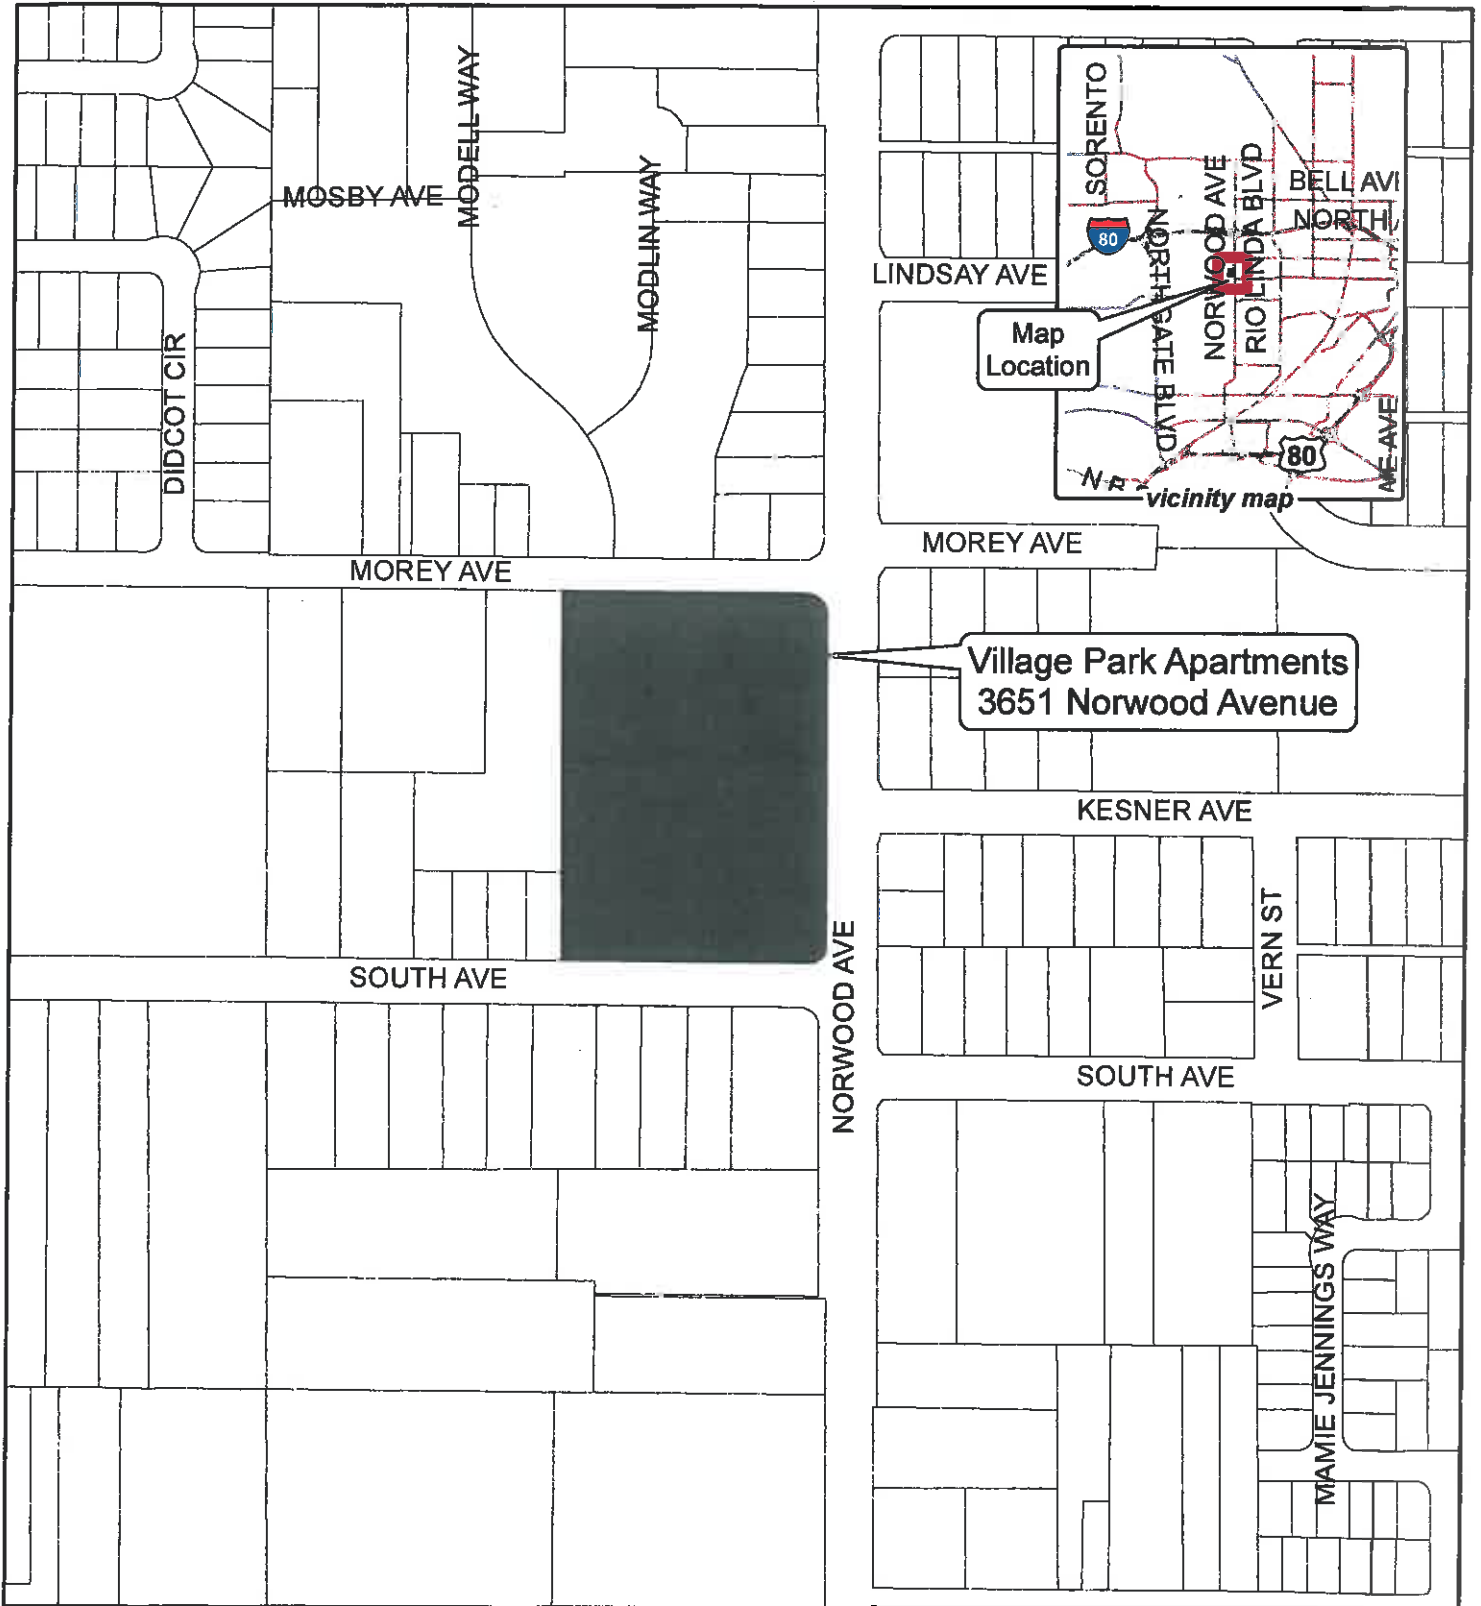 MODELL WAY
MOSBY AVE
MODLIN WAY
DIDCOT CIR
LINDSAY AVE
SORENTO
NORTHGATE BLVD
NORWOOD AVE
RIO LINDA BLVD
BELL AVI
NORTH
80
Map
Location
80
vicinity map
MOREY AVE
MOREY AVE
Village Park Apartments
3651 Norwood Avenue
KESNER AVE
VERN ST
SOUTH AVE
NORWOOD AVE
SOUTH AVE
MAMIE JENNINGS WAY